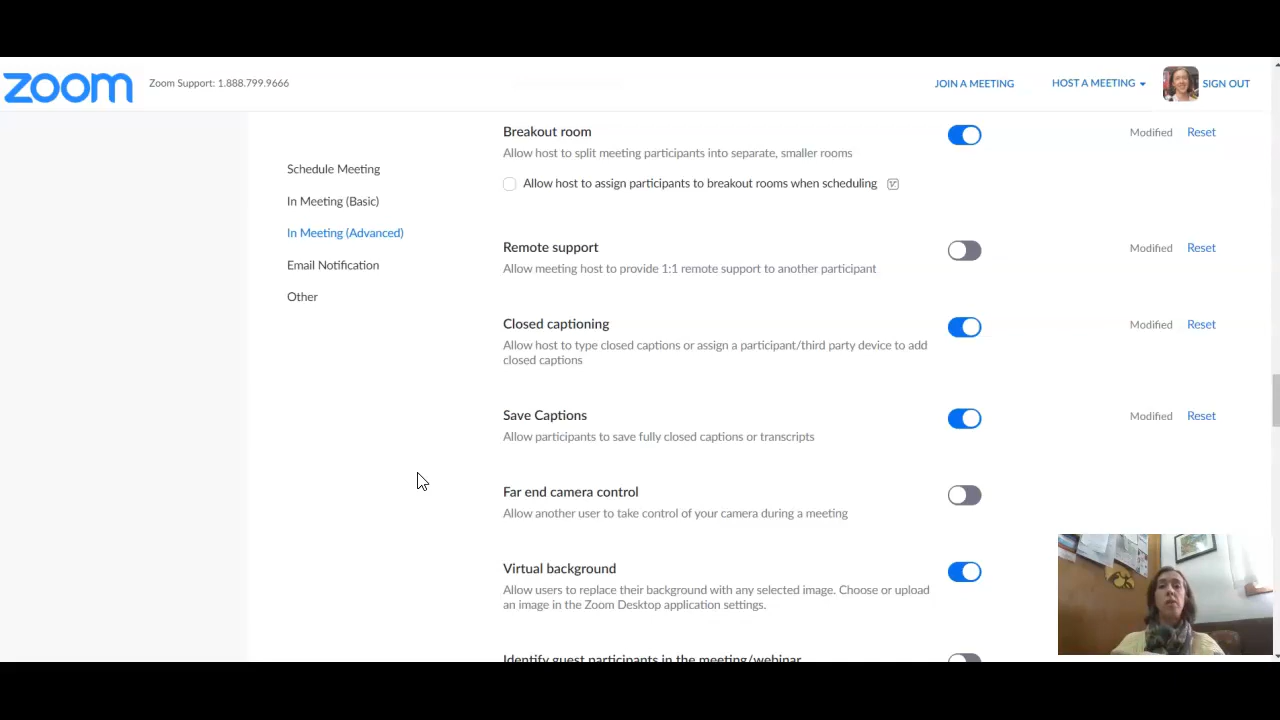 zoom
Zoom Support: 1.888.799.9666
JOIN A MEETING
HOST A MEETING
SIGN OUT
Schedule Meeting
In Meeting (Basic)
In Meeting (Advanced)
Email Notification
Other
Breakout room
Modified
Reset
Allow host to split meeting participants into separate, smaller rooms
Allow host to assign participants to breakout rooms when scheduling
Remote support
Modified
Reset
Allow meeting host to provide 1:1 remote support to another participant
Closed captioning
Modified
Reset
Allow host to type closed captions or assign a participant/third party device to add
closed captions
Save Captions
Modified
Reset
Allow participants to save fully closed captions or transcripts
Far end camera control
Allow another user to take control of your camera during a meeting
Virtual background
Allow users to replace their background with any selected image. Choose or upload
an image in the Zoom Desktop application settings.
Identify guest participants in the meeting/webinar